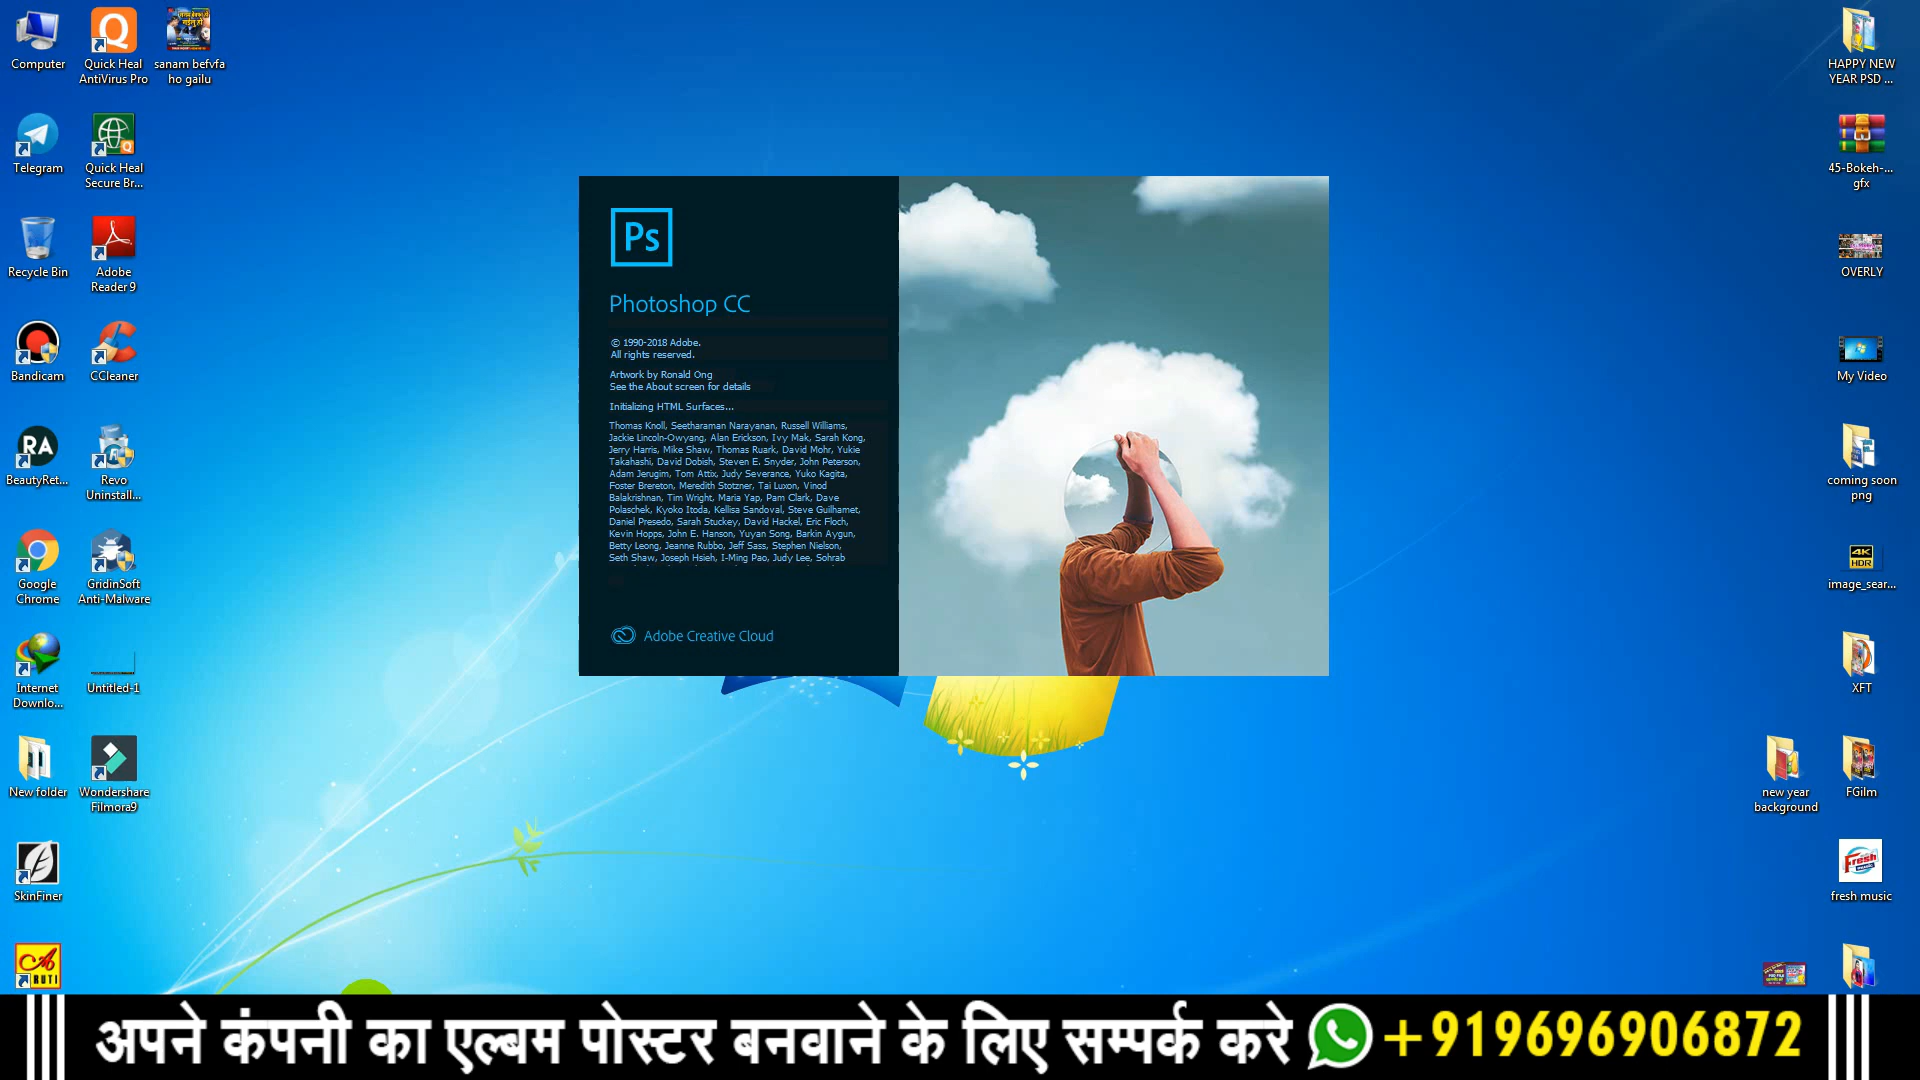 Computer
Quick Heal
AntiVirus Pro
sanam befvfa
ho gailu
Telegram
Quick Heal
Secure Br...
Recycle Bin
Adobe
Reader 9
Bandicam
CCleaner
RA
BeautyRet...
Revo
Uninstall...
Google
Chrome
GridinSoft
Anti-Malware
Internet
Downlo...
Untitled-1
New folder
Wondershare
Filmora9
SkinFiner
A
RUTI
Ps
Photoshop CC
© 1990-2018 Adobe.
All rights reserved.
Artwork by Ronald Ong
See the About screen for details
Initializing HTML Surfaces...
Thomas Knoll, Seetharaman Narayanan, Russell Williams,
Jackie Lincoln-Owyang, Alan Erickson, Ivy Mak, Sarah Kong,
Jerry Harris, Mike Shaw, Thomas Ruark, David Mohr, Yukie
Takahashi, David Dobish, Steven E. Snyder, John Peterson,
Adam Jerugim, Tom Attix, Judy Severance, Yuko Kagita,
Foster Brereton, Meredith Stotzner, Tai Luxon, Vinod
Balakrishnan, Tim Wright, Maria Yap, Pam Clark, Dave
Polaschek, Kyoko Itoda, Kellisa Sandoval, Steve Guilhamet,
Daniel Presedo, Sarah Stuckey, David Hackel, Eric Floch,
Kevin Hopps, John E. Hanson, Yuyan Song, Barkin Aygun,
Betty Leong, Jeanne Rubbo, Jeff Sass, Stephen Nielson,
Seth Shaw, Joseph Hsieh, I-Ming Pao, Judy Lee, Sohrab
Adobe Creative Cloud
HAPPY NEW
YEAR PSD ...
45-Bokeh-...
gfx
OVERLY
My Video
coming soon
png
4K
HDR
image_sear...
XFT
new year
background
FGilm
Fresh
fresh music
अपने कंपनी का एल्बम पोस्टर बनवाने के लिए सम्पर्क करे +919696906872